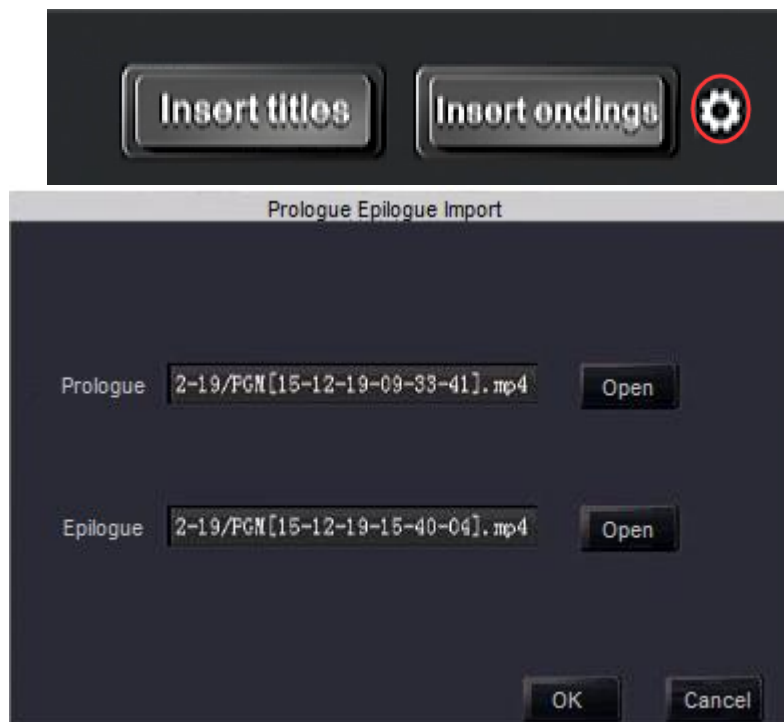 Insert titles
Insert endings
Prologue Epilogue Import
Prologue
2-19/PGM[15-12-19-09-33-41].mp4
Open
Epilogue
2-19/PGM[15-12-19-15-40-04].mp4
Open
OK
Cancel